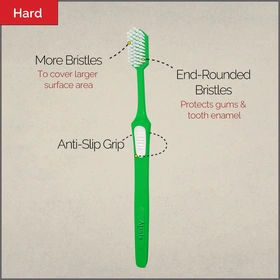 Hard
More Bristles
To cover larger
surface area
End-Rounded
Bristles
Protects gums &
tooth enamel
Anti-Slip Grip